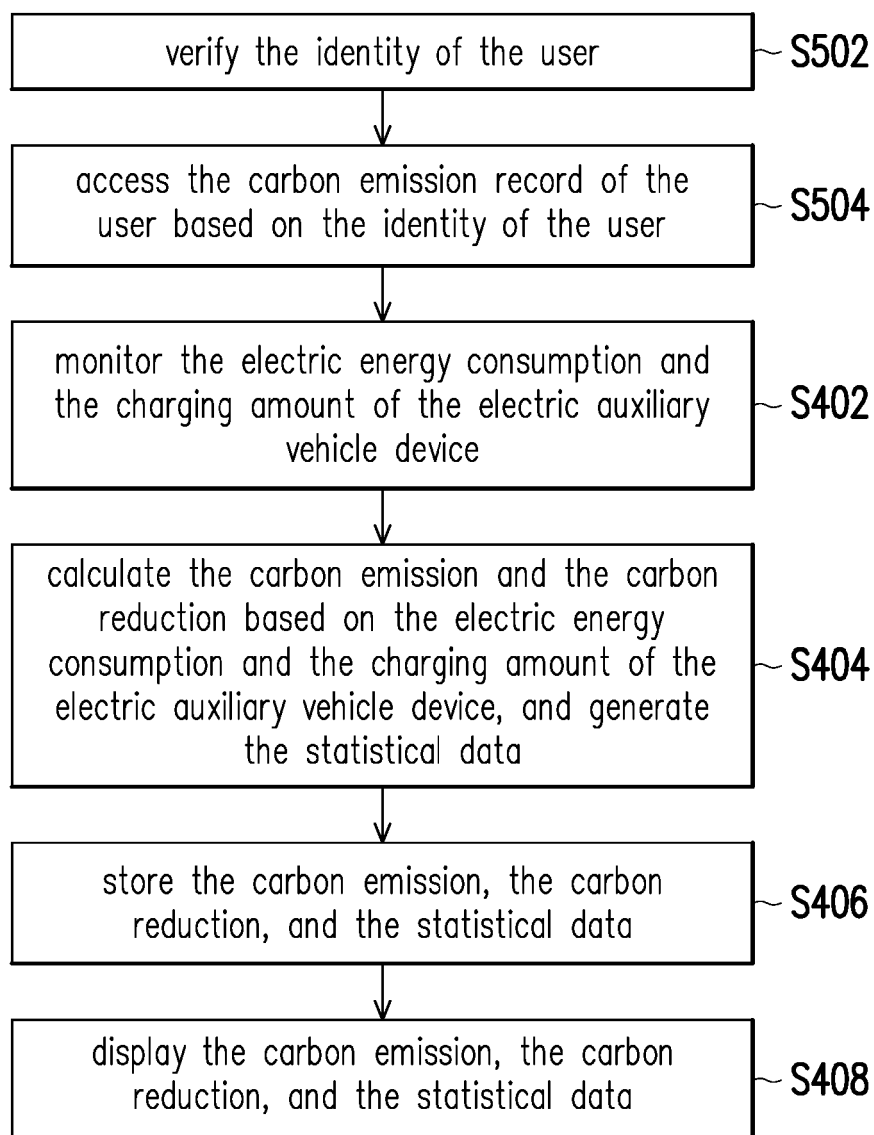 verify the identity of the user
S502
access the carbon emission record of the
user based on the identity of the user
S504
monitor the electric energy consumption and
the charging amount of the electric auxiliary
vehicle device
S402
calculate the carbon emission and the carbon
reduction based on the electric energy
consumption and the charging amount of the
electric auxiliary vehicle device, and generate
the statistical data
S404
store the carbon emission, the carbon
reduction, and the statistical data
S406
display the carbon emission, the carbon
reduction, and the statistical data
S408